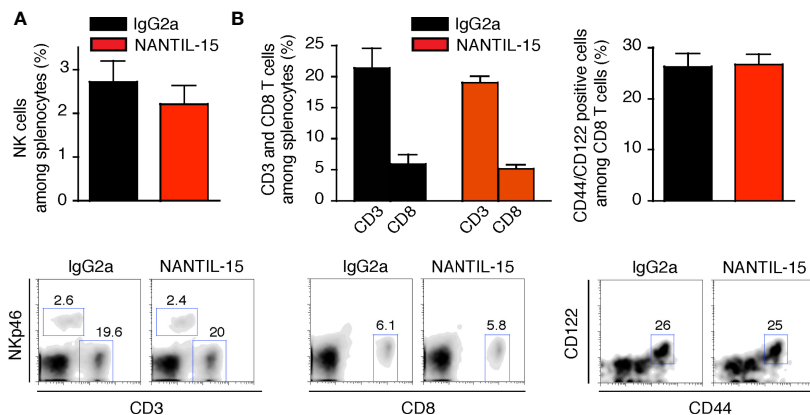 A
IgG2a
NANTIL-15
NK cells
among splenocytes (%)
3
2
1
0
B
IgG2a
NANTIL-15
CD3 and CD8 T cells
among splenocytes (%)
25
20
15
10
5
0
CD3
CD8
CD3
CD8
CD44/CD122 positive cells
among CD8 T cells (%)
30
20
10
0
IgG2a
NANTIL-15
NKp46
2.6
19.6
2.4
20
CD3
IgG2a
NANTIL-15
6.1
5.8
CD8
IgG2a
NANTIL-15
CD122
26
25
CD44